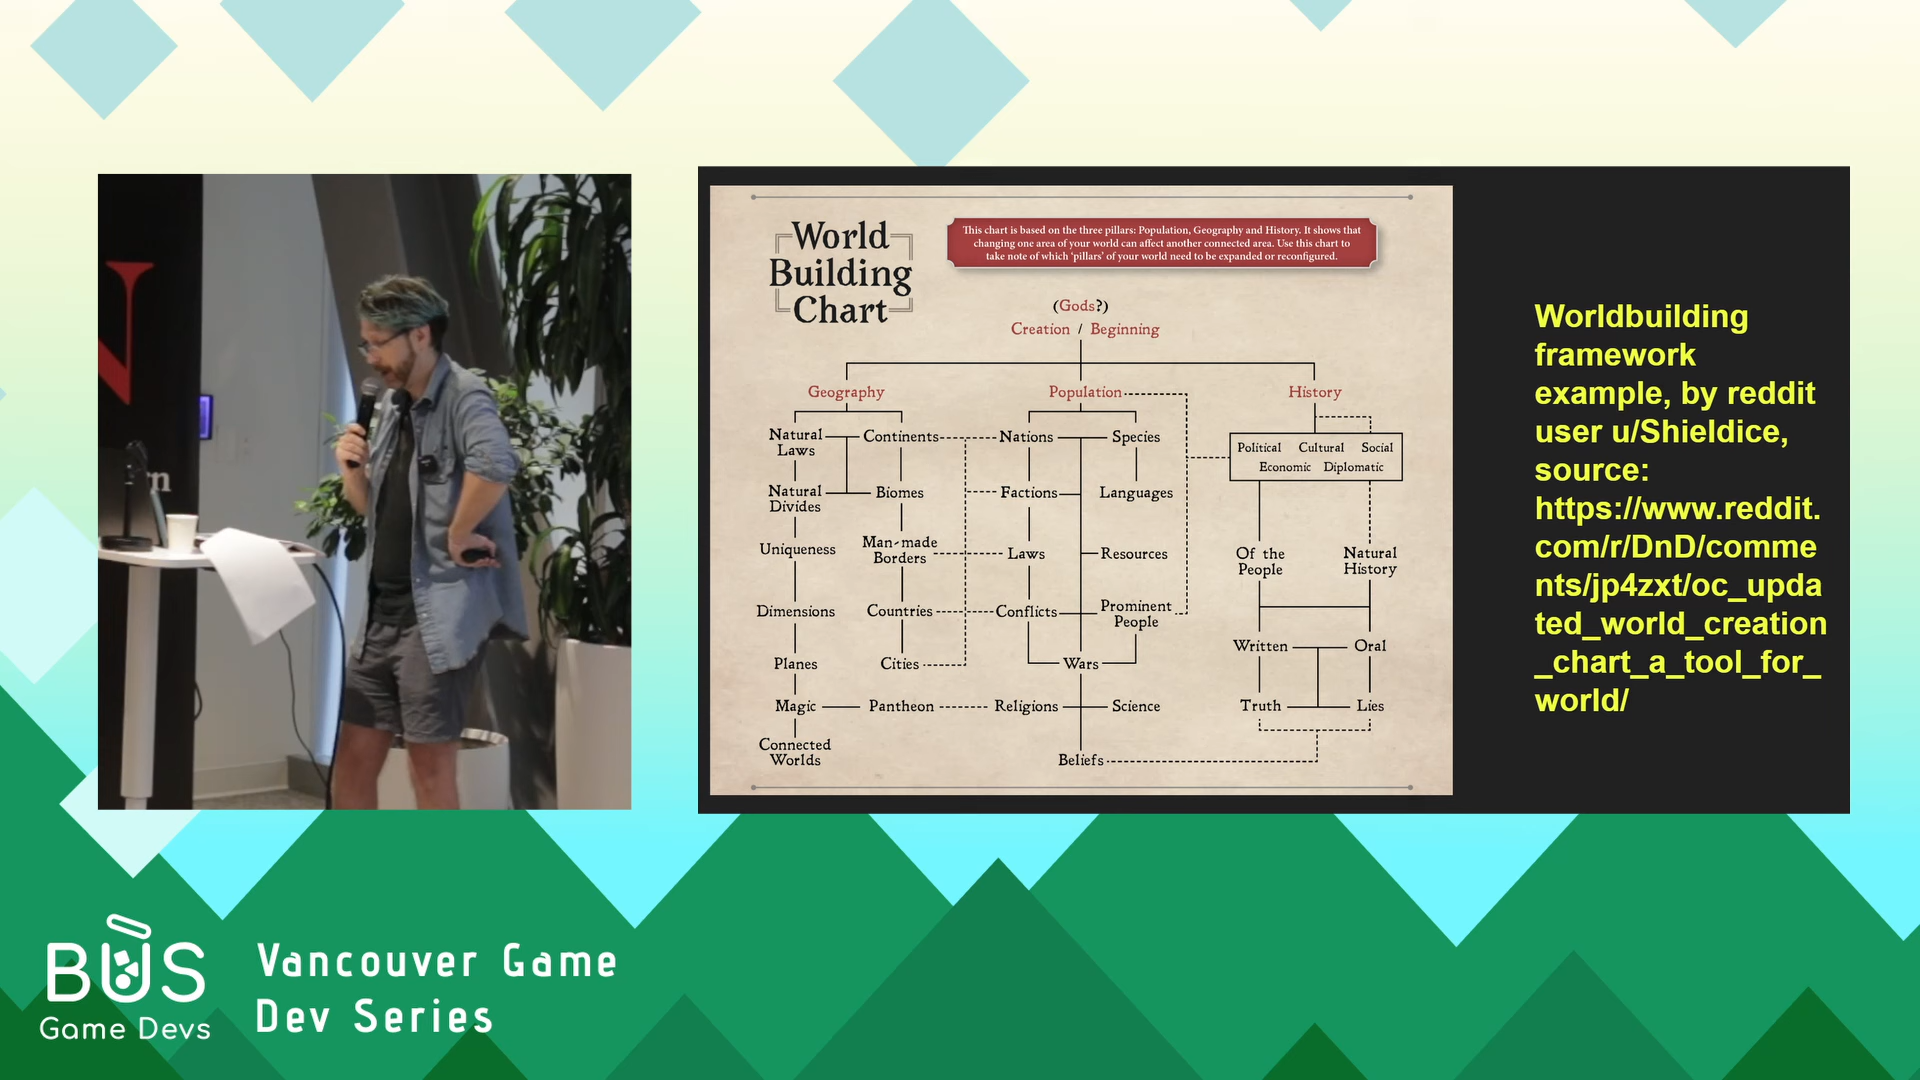 World
Building
Chart
This chart is based on the three pillars: Population, Geography and History. It shows that
changing one area of your world can affect another connected area. Use this chart to
take note of which 'pillars' of your world need to be expanded or reconfigured.
(Gods?)
Creation / Beginning
Geography
Population
History
Natural
Laws
Continents
Nations
Species
Political Cultural Social
Economic Diplomatic
Natural
Divides
Biomes
Factions
Languages
Uniqueness
Man-made
Borders
Laws
Resources
Of the
People
Natural
History
Dimensions
Countries
Conflicts
Prominent
People
Written
Oral
Planes
Cities
Wars
Magic
Pantheon
Religions
Science
Truth
Lies
Connected
Worlds
Beliefs
Worldbuilding
framework
example, by reddit
user u/Shieldice,
source:
https://www.reddit.
com/r/DnD/comme
nts/jp4zxt/oc_upda
ted_world_creation
_chart_a_tool_for_
world/
BUS
Game Devs
Vancouver Game
Dev Series